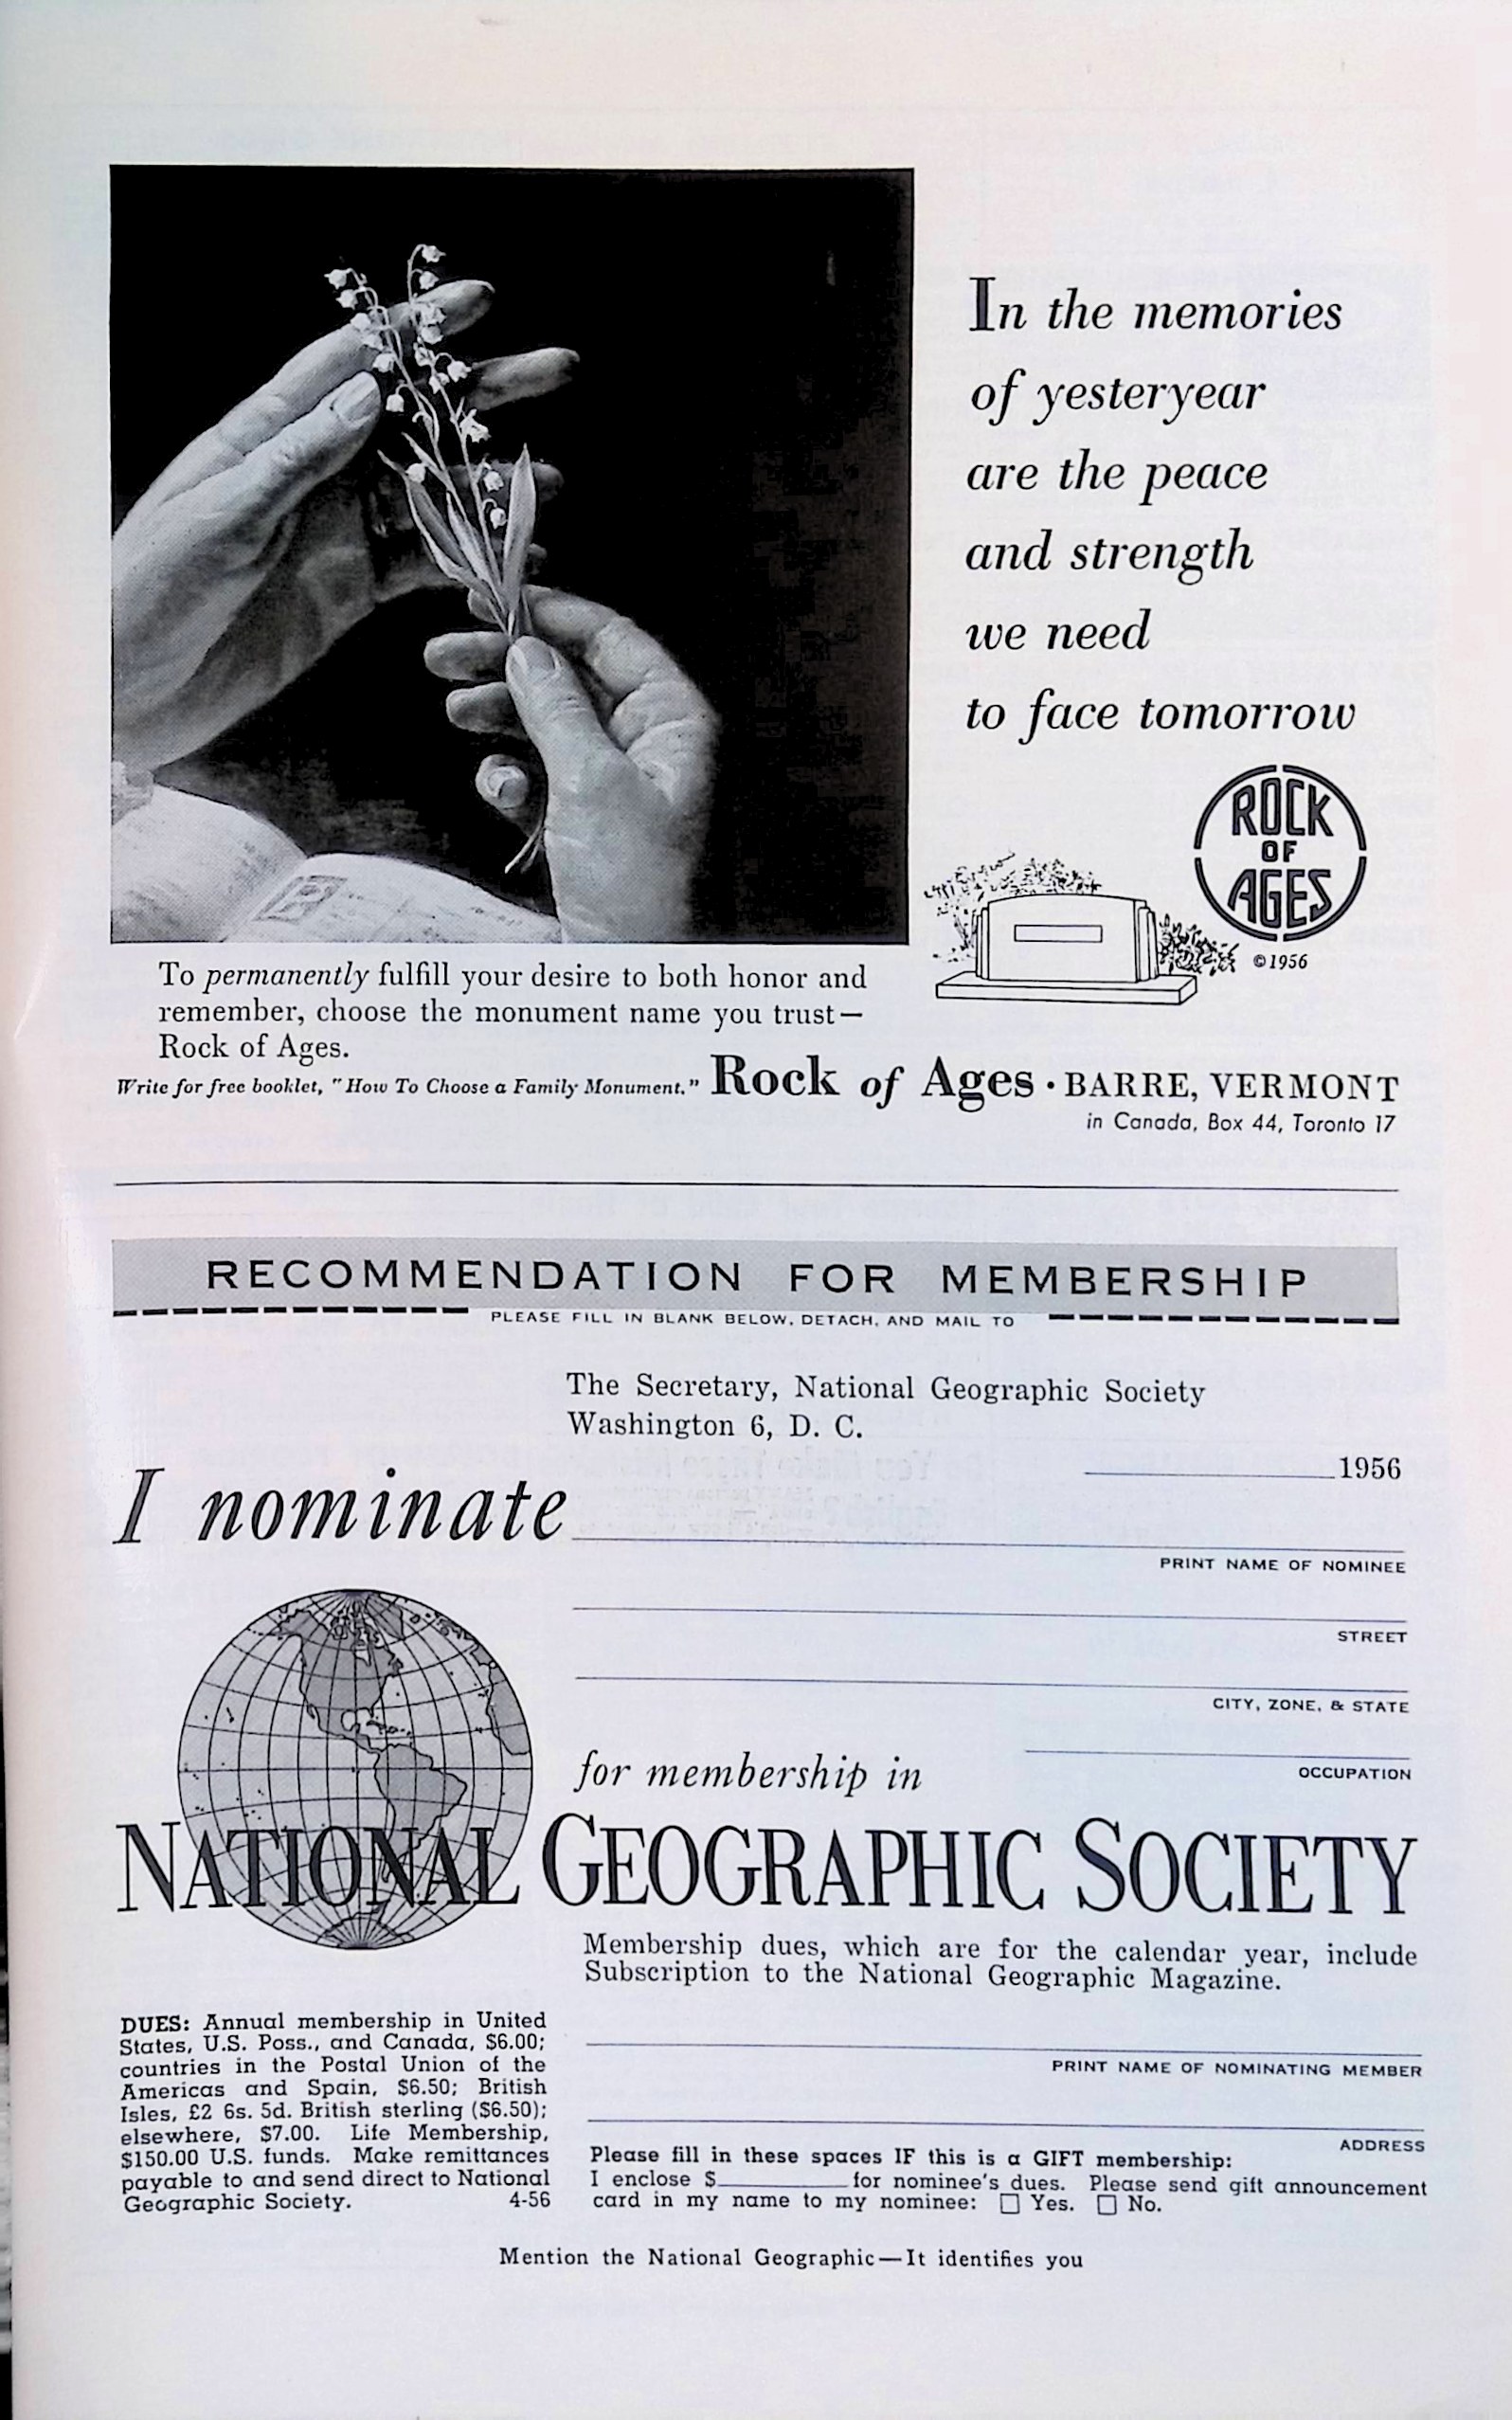 In the memories
of yesteryear
are the peace
and strength
we need
to face tomorrow
ROCK
OF
AGES
©1956
To permanently fulfill your desire to both honor and
remember, choose the monument name you trust—
Rock of Ages.
Write for free booklet, "How To Choose a Family Monument." Rock of Ages · BARRE, VERMONT
in Canada, Box 44, Toronto 17
RECOMMENDATION FOR MEMBERSHIP
PLEASE FILL IN BLANK BELOW, DETACH, AND MAIL TO
The Secretary, National Geographic Society
Washington 6, D. C.
1956
I nominate
PRINT NAME OF NOMINEE
STREET
CITY, ZONE, & STATE
for membership in
OCCUPATION
NATIONAL GEOGRAPHIC SOCIETY
Membership dues, which are for the calendar year, include
Subscription to the National Geographic Magazine.
DUES: Annual membership in United
States, U.S. Poss., and Canada, $6.00;
countries in the Postal Union of the
Americas and Spain, $6.50; British
Isles, £2 6s. 5d. British sterling ($6.50);
elsewhere, $7.00. Life Membership,
$150.00 U.S. funds. Make remittances
payable to and send direct to National
Geographic Society. 4-56
PRINT NAME OF NOMINATING MEMBER
ADDRESS
Please fill in these spaces IF this is a GIFT membership:
I enclose $__________for nominee's dues. Please send gift announcement
card in my name to my nominee: ☐ Yes. ☐ No.
Mention the National Geographic—It identifies you